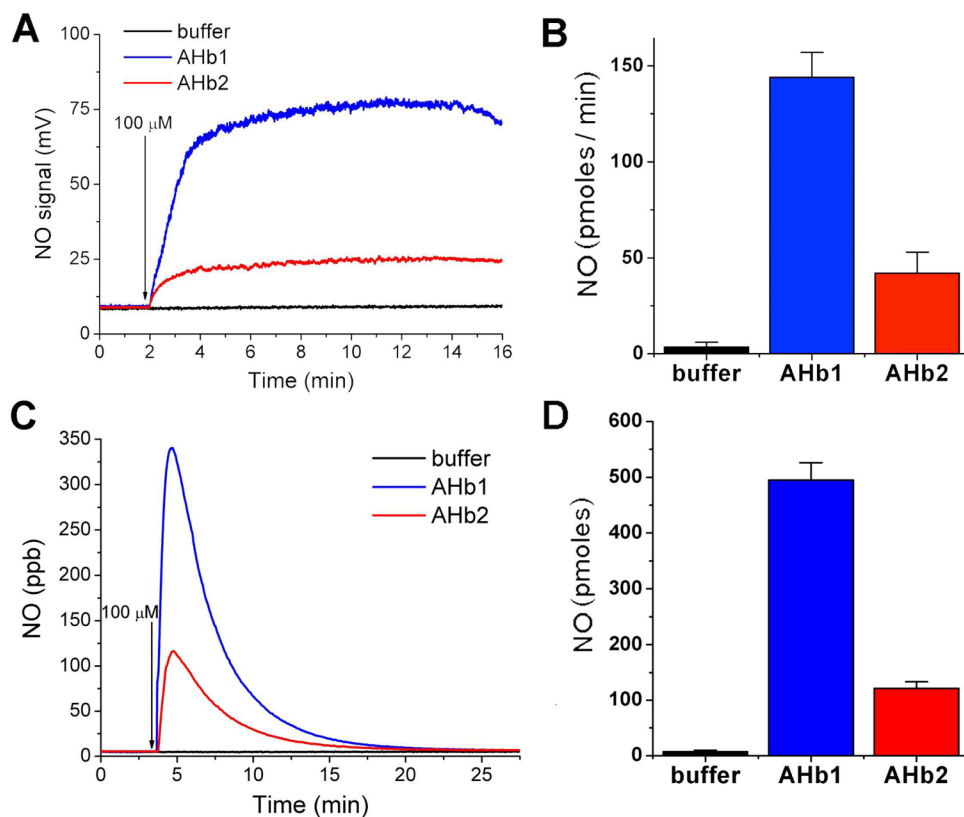 A
buffer
AHb1
AHb2
100 μM
NO signal (mV)
100
75
50
25
0
0 2 4 6 8 10 12 14 16
Time (min)
B
NO (pmoles / min)
150
100
50
0
buffer AHb1 AHb2
C
buffer
AHb1
AHb2
100 μM
NO (ppb)
350
300
250
200
150
100
50
0
0 5 10 15 20 25
Time (min)
D
NO (pmoles)
600
500
400
300
200
100
0
buffer AHb1 AHb2